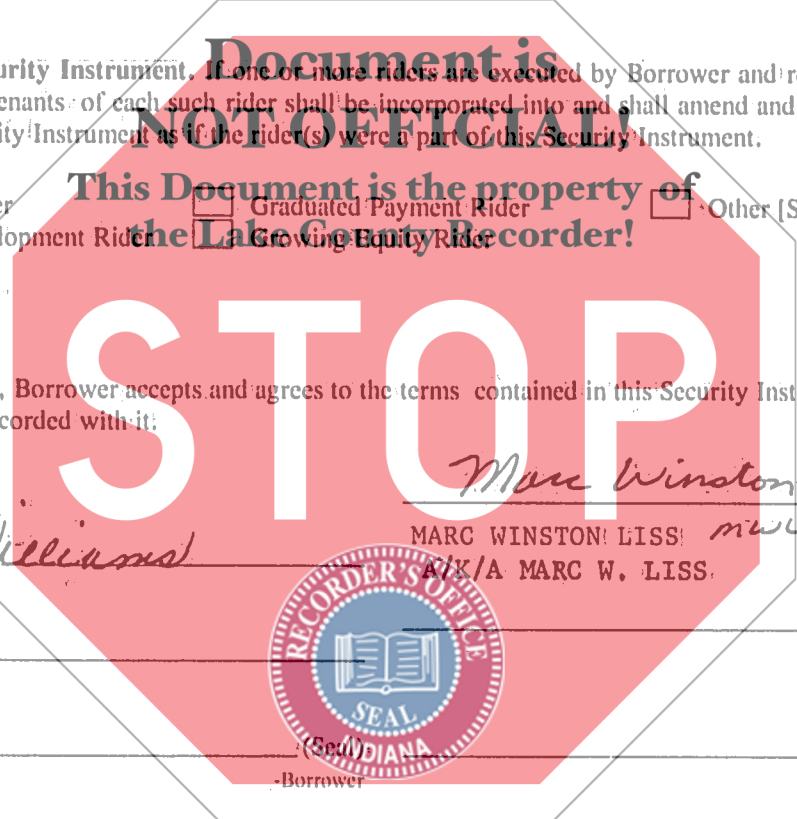 Document is
urity Instrument. If one or more riders are executed by Borrower and r
enants of each such rider shall be incorporated into and shall amend and
NOT OFFICIAL!
ity Instrument as if the rider(s) were a part of this Security Instrument.
This Document is the property of
er Graduated Payment Rider Other [S
the Lake County Recorder!
lopment Rider Growing Equity Rider
STOP
, Borrower accepts and agrees to the terms contained in this Security Inst
corded with it.
Marc Winston
MARC WINSTON LISS mwl
illiams
A/K/A MARC W. LISS
RECORDER'S OFFICE
SEAL
INDIANA
(Seal)
-Borrower